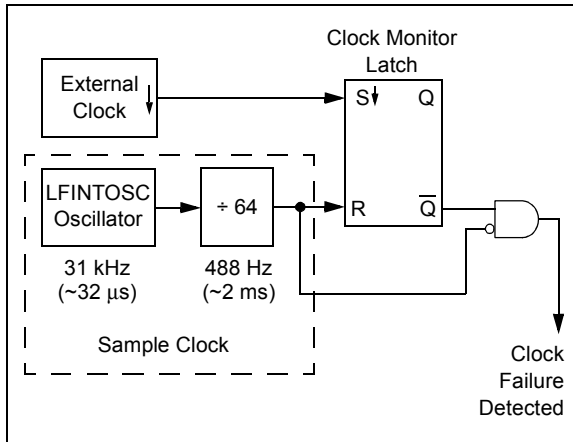 Clock Monitor
Latch
External
Clock
S
Q
LFINTOSC
Oscillator
÷ 64
R
Q̅
31 kHz
(~32 μs)
488 Hz
(~2 ms)
Sample Clock
Clock
Failure
Detected